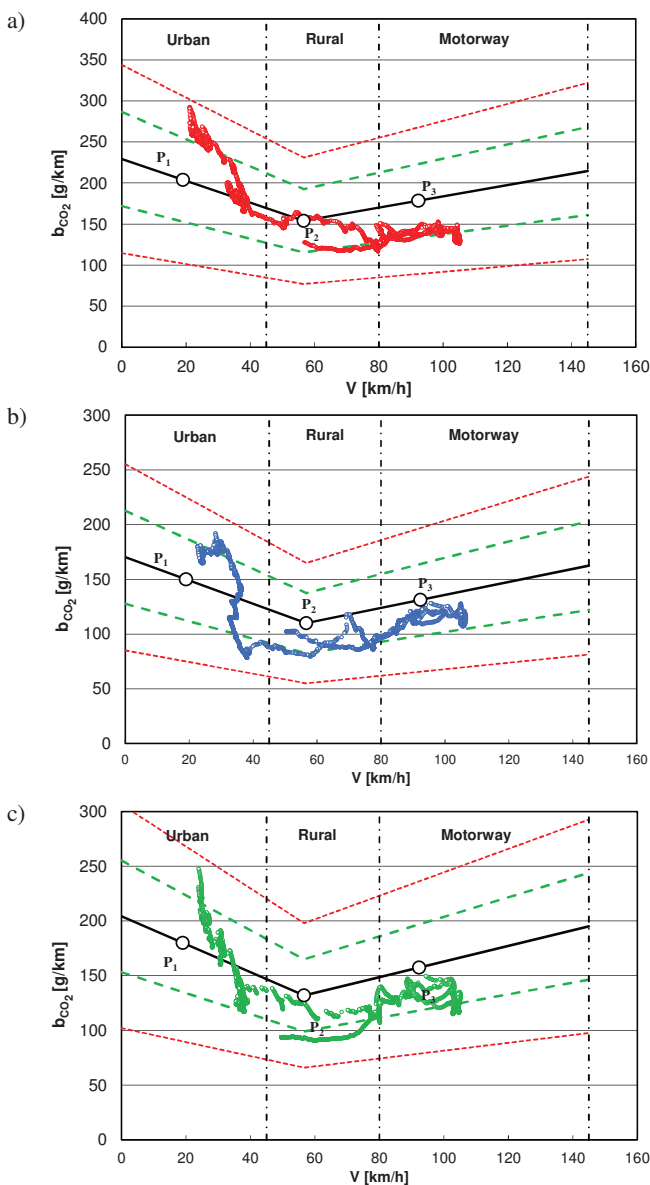 a)
400
350
300
250
200
150
100
50
0
b_CO₂ [g/km]
Urban Rural Motorway
P₁
P₂
P₃
0 20 40 60 80 100 120 140 160
V [km/h]
b)
300
250
200
150
100
50
0
b_CO₂ [g/km]
Urban Rural Motorway
P₁
P₂
P₃
0 20 40 60 80 100 120 140 160
V [km/h]
c)
300
250
200
150
100
50
0
b_CO₂ [g/km]
Urban Rural Motorway
P₁
P₂
P₃
0 20 40 60 80 100 120 140 160
V [km/h]